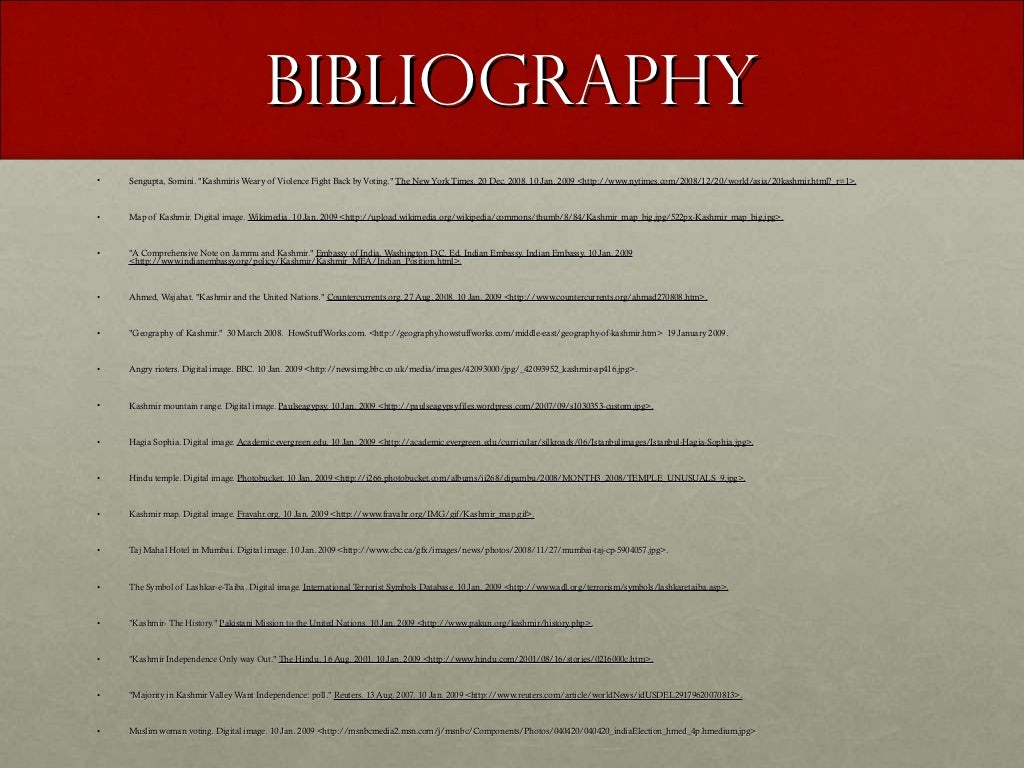 BIBLIOGRAPHY
• Sengupta, Somini. "Kashmiris Weary of Violence Fight Back by Voting." The New York Times. 20 Dec. 2008. 10 Jan. 2009 <http://www.nytimes.com/2008/12/20/world/asia/20kashmir.html?_r=1>.
• Map of Kashmir. Digital image. Wikimedia. 10 Jan. 2009 <http://upload.wikimedia.org/wikipedia/commons/thumb/8/84/Kashmir_map_big.jpg/522px-Kashmir_map_big.jpg>.
• "A Comprehensive Note on Jammu and Kashmir." Embassy of India. Washington D.C. Ed. Indian Embassy. Indian Embassy. 10 Jan. 2009
<http://www.indianembassy.org/policy/Kashmir/Kashmir_MEA/Indian_Position.html>.
• Ahmed, Wajahat. "Kashmir and the United Nations." Countercurrents.org. 27 Aug. 2008. 10 Jan. 2009 <http://www.countercurrents.org/ahmad270808.htm>.
• "Geography of Kashmir." 30 March 2008. HowStuffWorks.com. <http://geography.howstuffworks.com/middle-east/geography-of-kashmir.htm> 19 January 2009.
• Angry rioters. Digital image. BBC. 10 Jan. 2009 <http://newsimg.bbc.co.uk/media/images/42093000/jpg/_42093952_kashmir-ap416.jpg>.
• Kashmir mountain range. Digital image. Paulseagypsy. 10 Jan. 2009 <http://paulseagypsy.files.wordpress.com/2007/09/s1030353-custom.jpg>.
• Hagia Sophia. Digital image. Academic.evergreen.edu. 10 Jan. 2009 <http://academic.evergreen.edu/curricular/silkroads/06/Istanbulimages/Istanbul-Hagia-Sophia.jpg>.
• Hindu temple. Digital image. Photobucket. 10 Jan. 2009 <http://i266.photobucket.com/albums/ii268/dipambu/2008/MONTH3_2008/TEMPLE_UNUSUALS_9.jpg>.
• Kashmir map. Digital image. Fravahr.org. 10 Jan. 2009 <http://www.fravahr.org/IMG/gif/Kashmir_map.gif>.
• Taj Mahal Hotel in Mumbai. Digital image. 10 Jan. 2009 <http://www.cbc.ca/gfx/images/news/photos/2008/11/27/mumbai-taj-cp-5904057.jpg>.
• The Symbol of Lashkar-e-Taiba. Digital image. International Terrorist Symbols Database. 10 Jan. 2009 <http://www.adl.org/terrorism/symbols/lashkaretaiba.asp>.
• "Kashmir- The History." Pakistani Mission to the United Nations. 10 Jan. 2009 <http://www.pakun.org/kashmir/history.php>.
• "Kashmir Independence Only way Out." The Hindu. 16 Aug. 2001. 10 Jan. 2009 <http://www.hindu.com/2001/08/16/stories/0216000c.htm>.
• "Majority in Kashmir Valley Want Independence: poll." Reuters. 13 Aug. 2007. 10 Jan. 2009 <http://www.reuters.com/article/worldNews/idUSDEL29179620070813>.
• Muslim woman voting. Digital image. 10 Jan. 2009 <http://msnbcmedia2.msn.com/j/msnbc/Components/Photos/040420/040420_indiaElection_hmed_4p.hmedium.jpg>